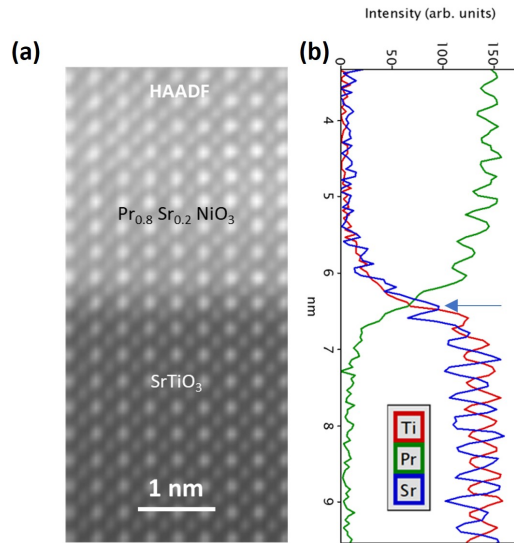 Intensity (arb. units)
(a)
(b)
0
50
100
150
HAADF
Pr0.8 Sr0.2 NiO3
SrTiO3
1 nm
4
5
6
nm
7
8
9
Ti
Pr
Sr